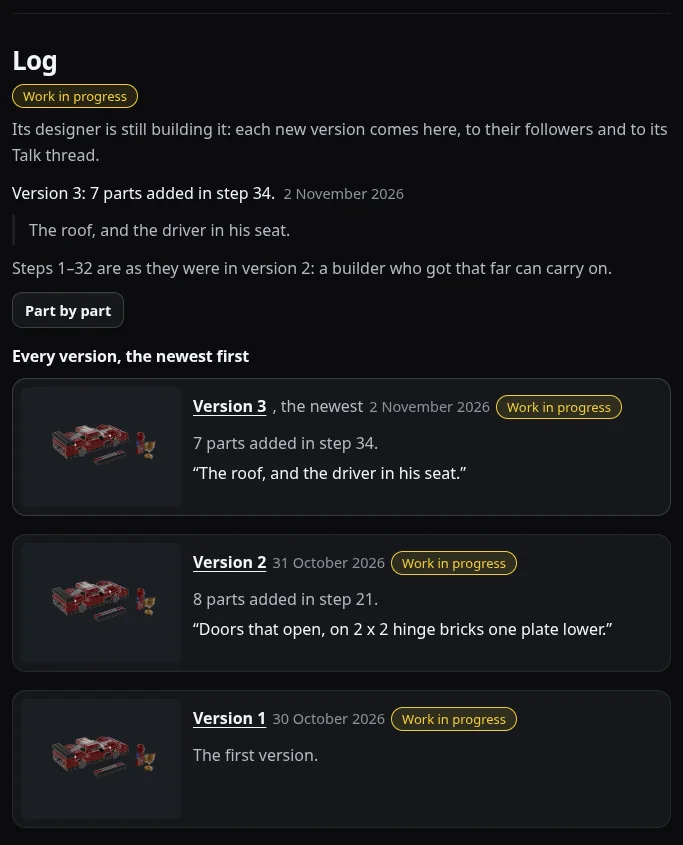 Log
Work in progress
Its designer is still building it: each new version comes here, to their followers and to its
Talk thread.
Version 3: 7 parts added in step 34. 2 November 2026
The roof, and the driver in his seat.
Steps 1–32 are as they were in version 2: a builder who got that far can carry on.
Part by part
Every version, the newest first
Version 3 , the newest 2 November 2026 Work in progress
7 parts added in step 34.
“The roof, and the driver in his seat.”
Version 2 31 October 2026 Work in progress
8 parts added in step 21.
“Doors that open, on 2 x 2 hinge bricks one plate lower.”
Version 1 30 October 2026 Work in progress
The first version.